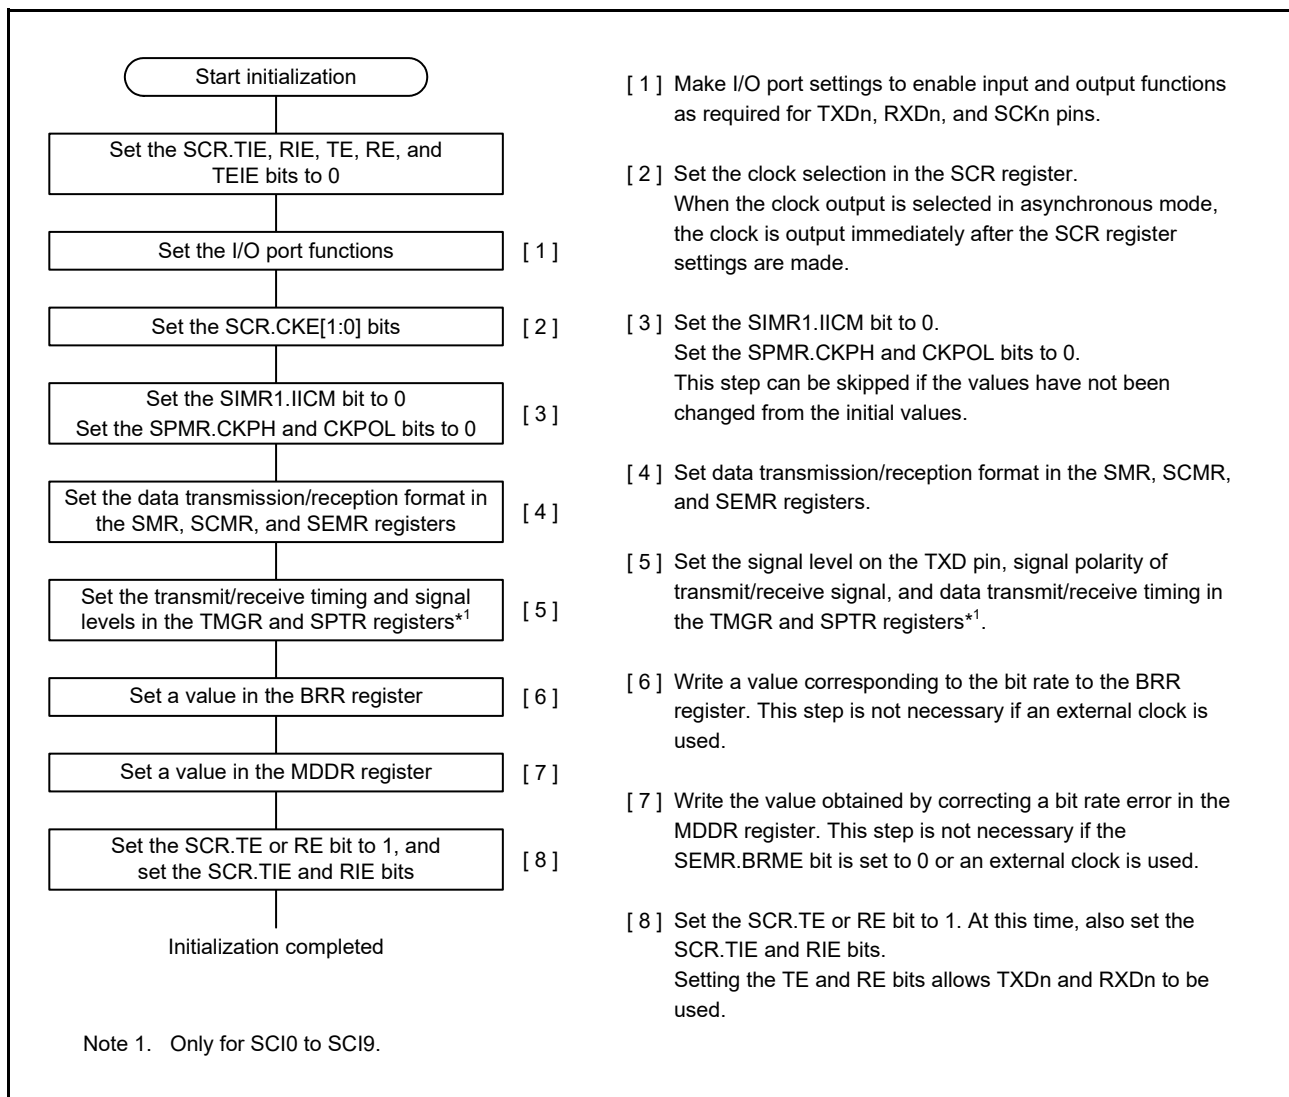 Start initialization
Set the SCR.TIE, RIE, TE, RE, and
TEIE bits to 0
Set the I/O port functions
[ 1 ]
Set the SCR.CKE[1:0] bits
[ 2 ]
Set the SIMR1.IICM bit to 0
Set the SPMR.CKPH and CKPOL bits to 0
[ 3 ]
Set the data transmission/reception format in
the SMR, SCMR, and SEMR registers
[ 4 ]
Set the transmit/receive timing and signal
levels in the TMGR and SPTR registers*1
[ 5 ]
Set a value in the BRR register
[ 6 ]
Set a value in the MDDR register
[ 7 ]
Set the SCR.TE or RE bit to 1, and
set the SCR.TIE and RIE bits
[ 8 ]
Initialization completed
Note 1. Only for SCI0 to SCI9.
[ 1 ] Make I/O port settings to enable input and output functions
as required for TXDn, RXDn, and SCKn pins.
[ 2 ] Set the clock selection in the SCR register.
When the clock output is selected in asynchronous mode,
the clock is output immediately after the SCR register
settings are made.
[ 3 ] Set the SIMR1.IICM bit to 0.
Set the SPMR.CKPH and CKPOL bits to 0.
This step can be skipped if the values have not been
changed from the initial values.
[ 4 ] Set data transmission/reception format in the SMR, SCMR,
and SEMR registers.
[ 5 ] Set the signal level on the TXD pin, signal polarity of
transmit/receive signal, and data transmit/receive timing in
the TMGR and SPTR registers*1.
[ 6 ] Write a value corresponding to the bit rate to the BRR
register. This step is not necessary if an external clock is
used.
[ 7 ] Write the value obtained by correcting a bit rate error in the
MDDR register. This step is not necessary if the
SEMR.BRME bit is set to 0 or an external clock is used.
[ 8 ] Set the SCR.TE or RE bit to 1. At this time, also set the
SCR.TIE and RIE bits.
Setting the TE and RE bits allows TXDn and RXDn to be
used.